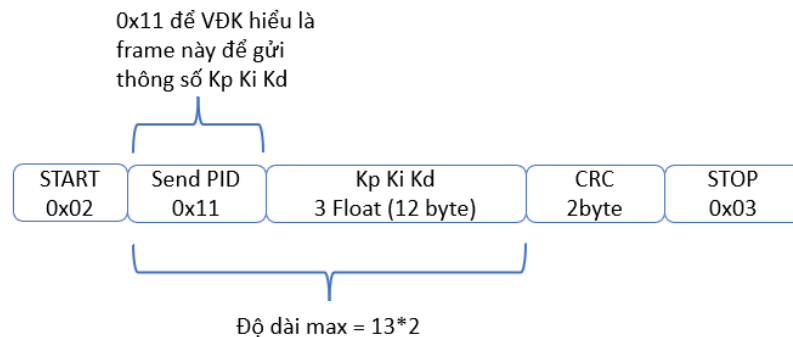 0x11 để VĐK hiểu là
frame này để gửi
thông số Kp Ki Kd
START
0x02
Send PID
0x11
Kp Ki Kd
3 Float (12 byte)
CRC
2byte
STOP
0x03
Độ dài max = 13*2